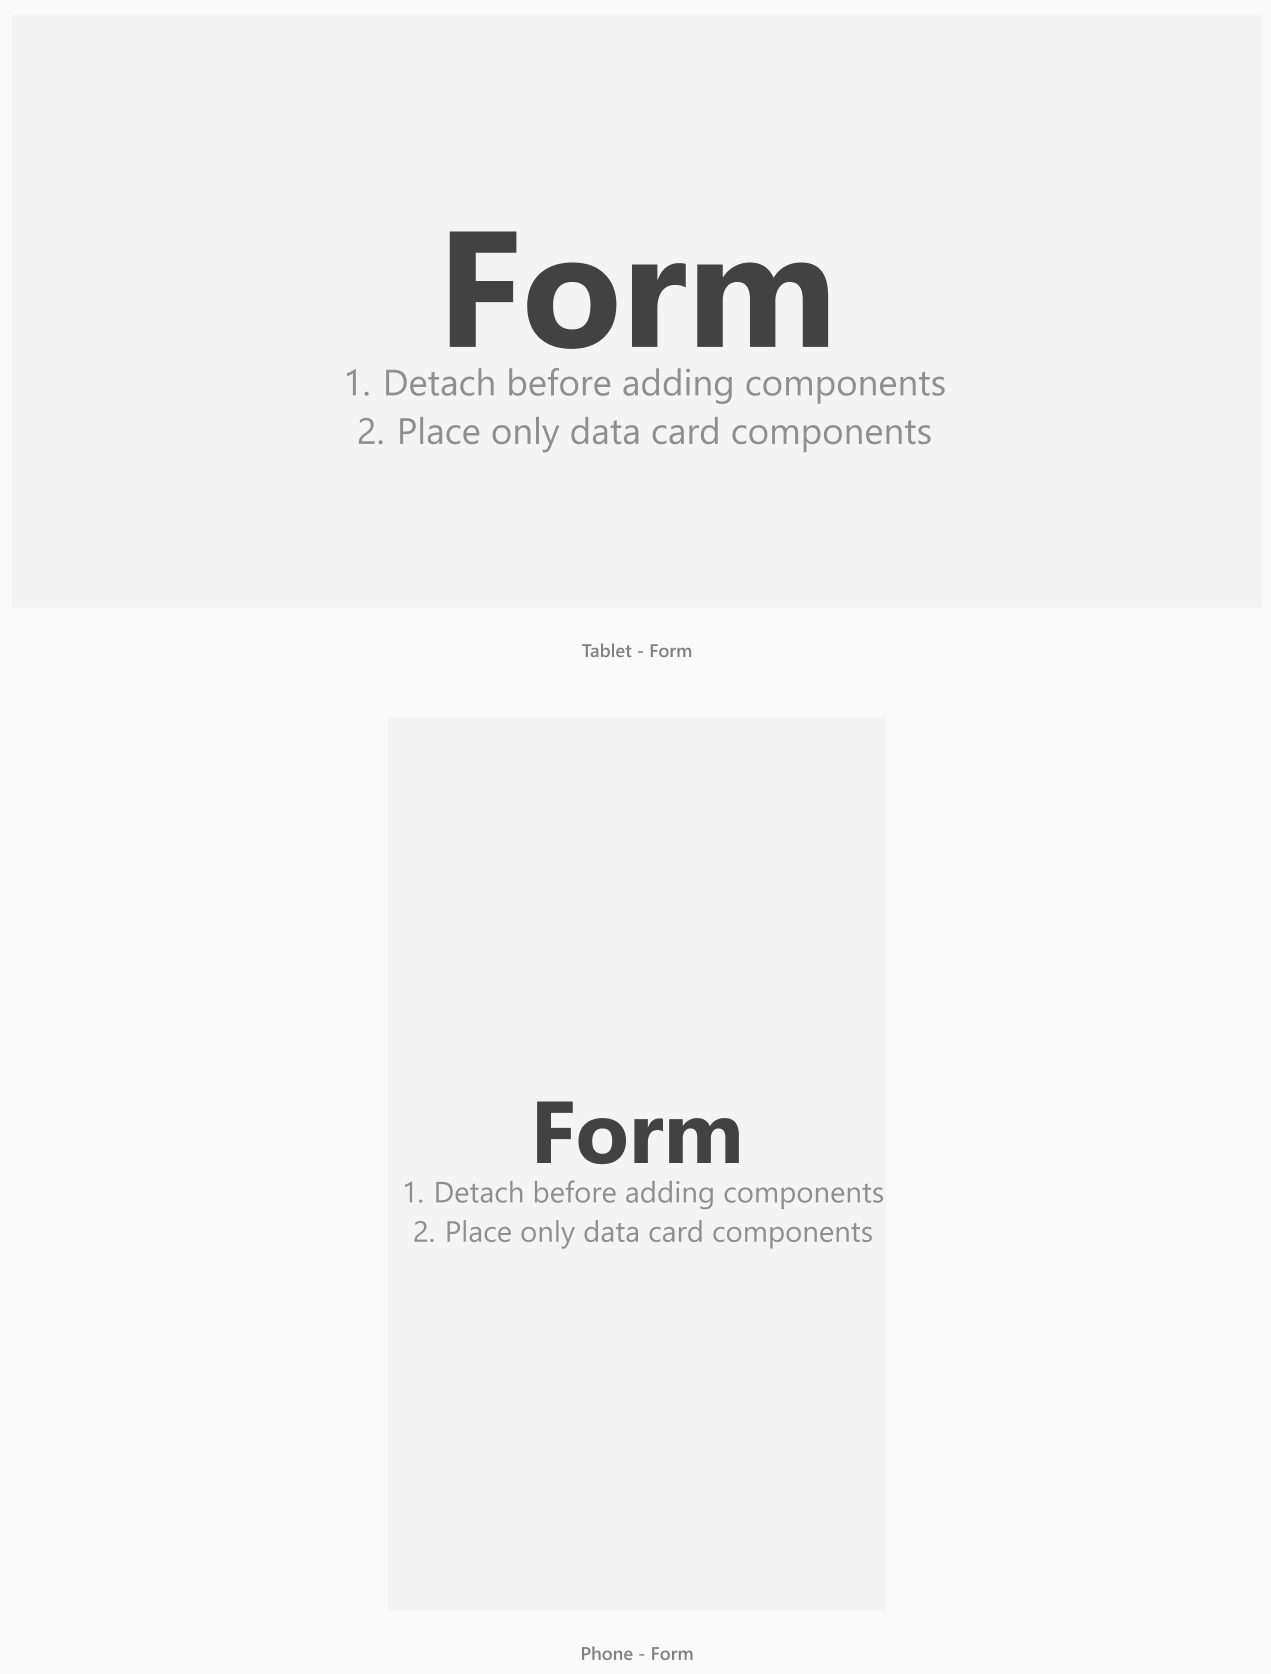 Form
1. Detach before adding components
2. Place only data card components
Tablet - Form
Form
1. Detach before adding components
2. Place only data card components
Phone - Form